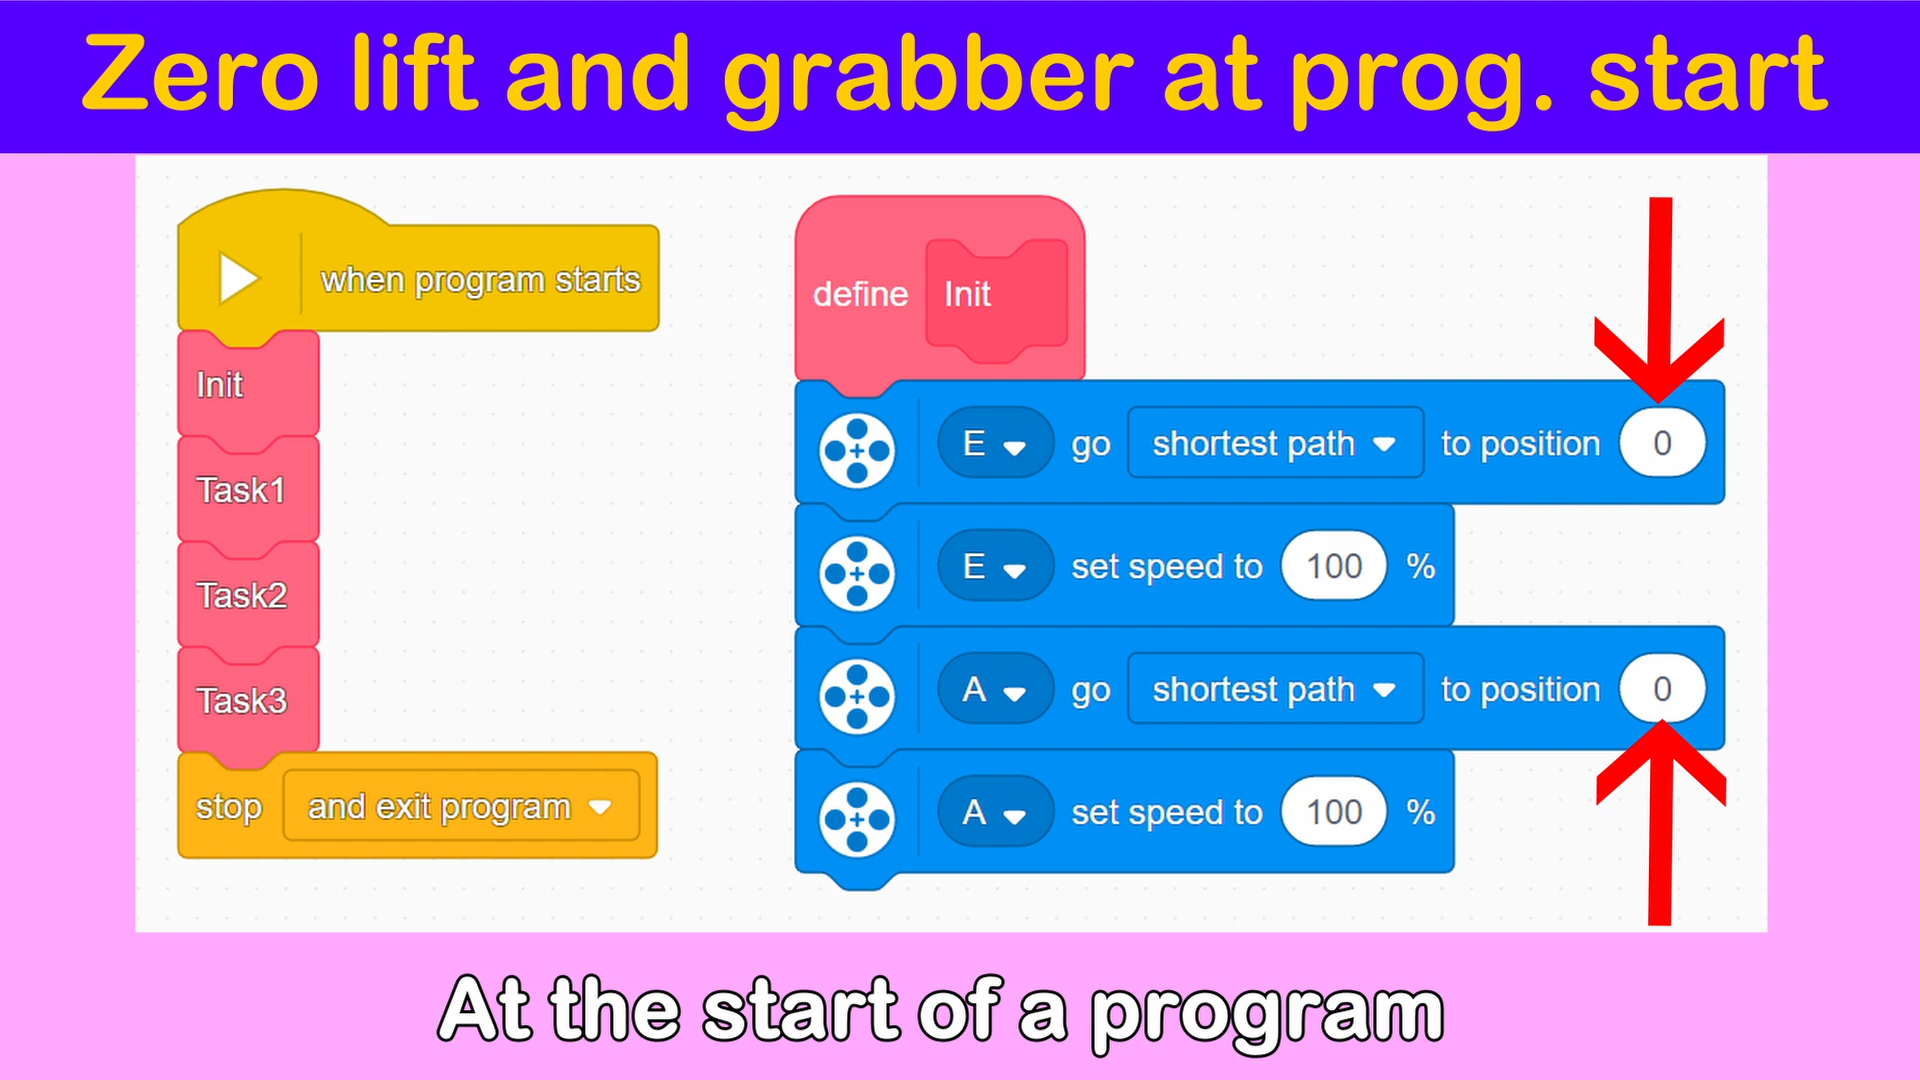 Zero lift and grabber at prog. start
when program starts
Init
Task1
Task2
Task3
stop and exit program
define Init
E go shortest path to position 0
E set speed to 100 %
A go shortest path to position 0
A set speed to 100 %
At the start of a program